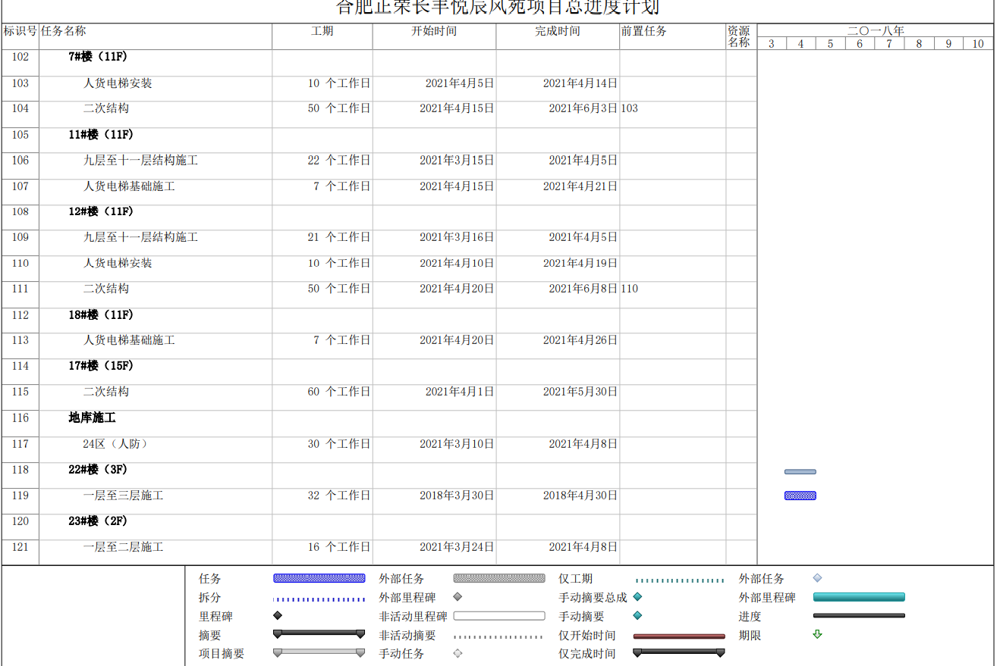 合肥正荣长丰悦辰风苑项目总进度计划
标识号 任务名称 工期 开始时间 完成时间 前置任务 资源名称 二〇一八年
3 4 5 6 7 8 9 10
102 7#楼（11F）
103 人货电梯安装 10 个工作日 2021年4月5日 2021年4月14日
104 二次结构 50 个工作日 2021年4月15日 2021年6月3日 103
105 11#楼（11F）
106 九层至十一层结构施工 22 个工作日 2021年3月15日 2021年4月5日
107 人货电梯基础施工 7 个工作日 2021年4月15日 2021年4月21日
108 12#楼（11F）
109 九层至十一层结构施工 21 个工作日 2021年3月16日 2021年4月5日
110 人货电梯安装 10 个工作日 2021年4月10日 2021年4月19日
111 二次结构 50 个工作日 2021年4月20日 2021年6月8日 110
112 18#楼（11F）
113 人货电梯基础施工 7 个工作日 2021年4月20日 2021年4月26日
114 17#楼（15F）
115 二次结构 60 个工作日 2021年4月1日 2021年5月30日
116 地库施工
117 24区（人防） 30 个工作日 2021年3月10日 2021年4月8日
118 22#楼（3F）
119 一层至三层施工 32 个工作日 2018年3月30日 2018年4月30日
120 23#楼（2F）
121 一层至二层施工 16 个工作日 2021年3月24日 2021年4月8日
任务 外部任务 仅工期 外部任务
拆分 外部里程碑 手动摘要总成 外部里程碑
里程碑 非活动里程碑 手动摘要 进度
摘要 非活动摘要 仅开始时间 期限
项目摘要 手动任务 仅完成时间